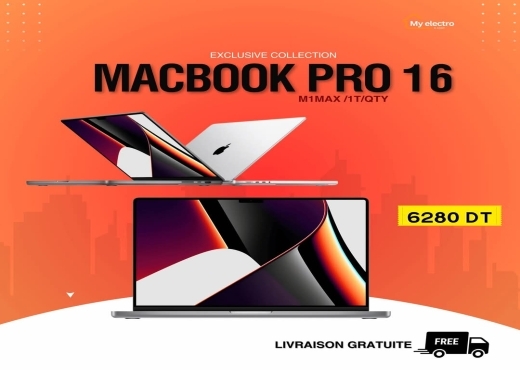 My electro
EXCLUSIVE COLLECTION
MACBOOK PRO 16
M1MAX /1T/QTY
6280 DT
LIVRAISON GRATUITE
FREE